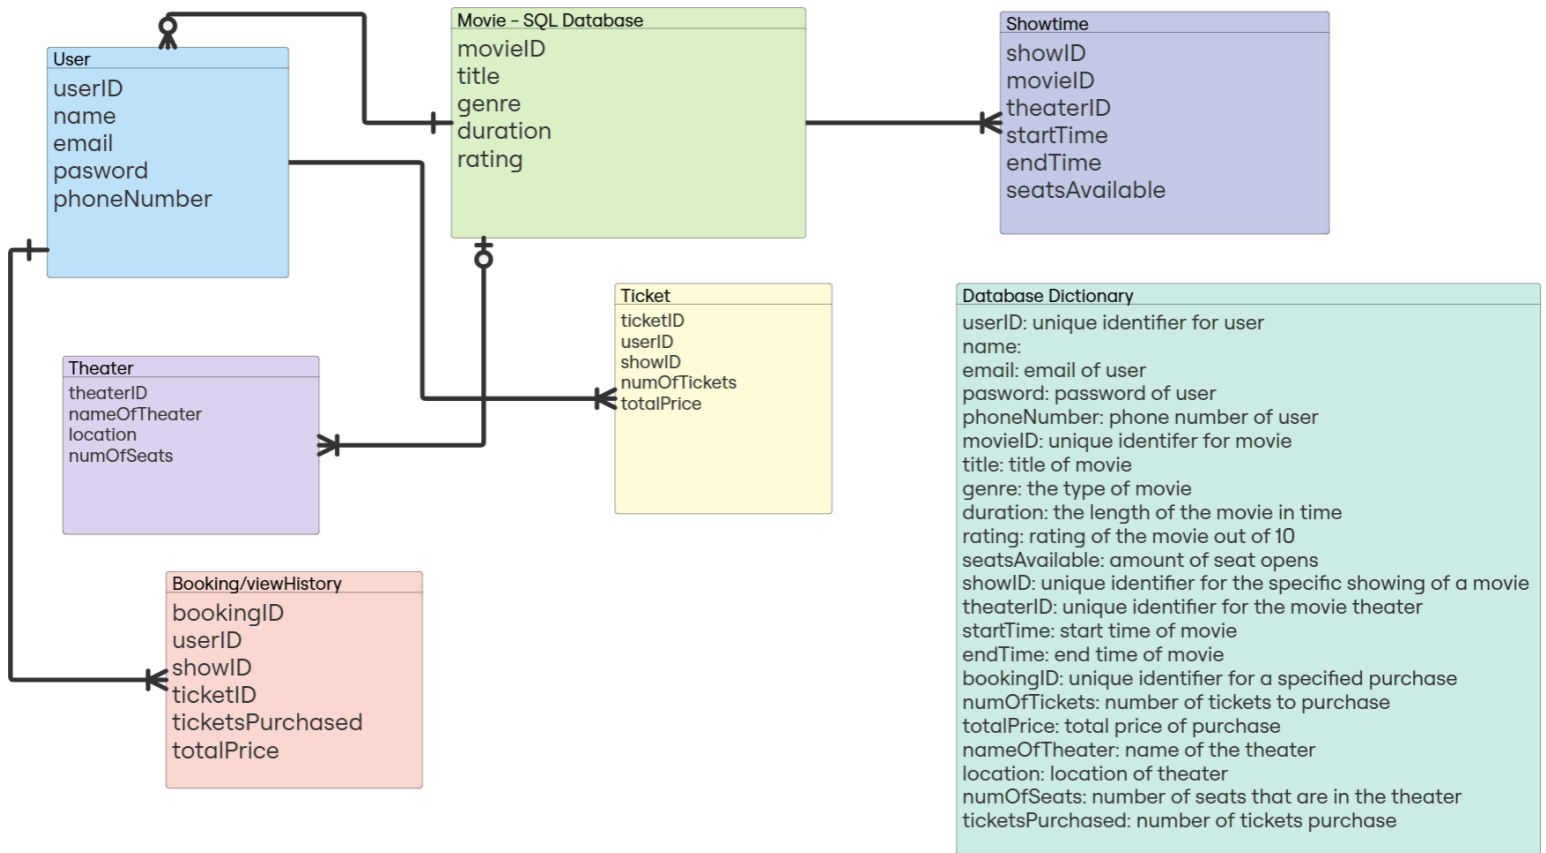 User
userID
name
email
pasword
phoneNumber
Movie - SQL Database
movieID
title
genre
duration
rating
Showtime
showID
movieID
theaterID
startTime
endTime
seatsAvailable
Theater
theaterID
nameOfTheater
location
numOfSeats
Ticket
ticketID
userID
showID
numOfTickets
totalPrice
Booking/viewHistory
bookingID
userID
showID
ticketID
ticketsPurchased
totalPrice
Database Dictionary
userID: unique identifier for user
name:
email: email of user
pasword: password of user
phoneNumber: phone number of user
movieID: unique identifer for movie
title: title of movie
genre: the type of movie
duration: the length of the movie in time
rating: rating of the movie out of 10
seatsAvailable: amount of seat opens
showID: unique identifier for the specific showing of a movie
theaterID: unique identifier for the movie theater
startTime: start time of movie
endTime: end time of movie
bookingID: unique identifier for a specified purchase
numOfTickets: number of tickets to purchase
totalPrice: total price of purchase
nameOfTheater: name of the theater
location: location of theater
numOfSeats: number of seats that are in the theater
ticketsPurchased: number of tickets purchase